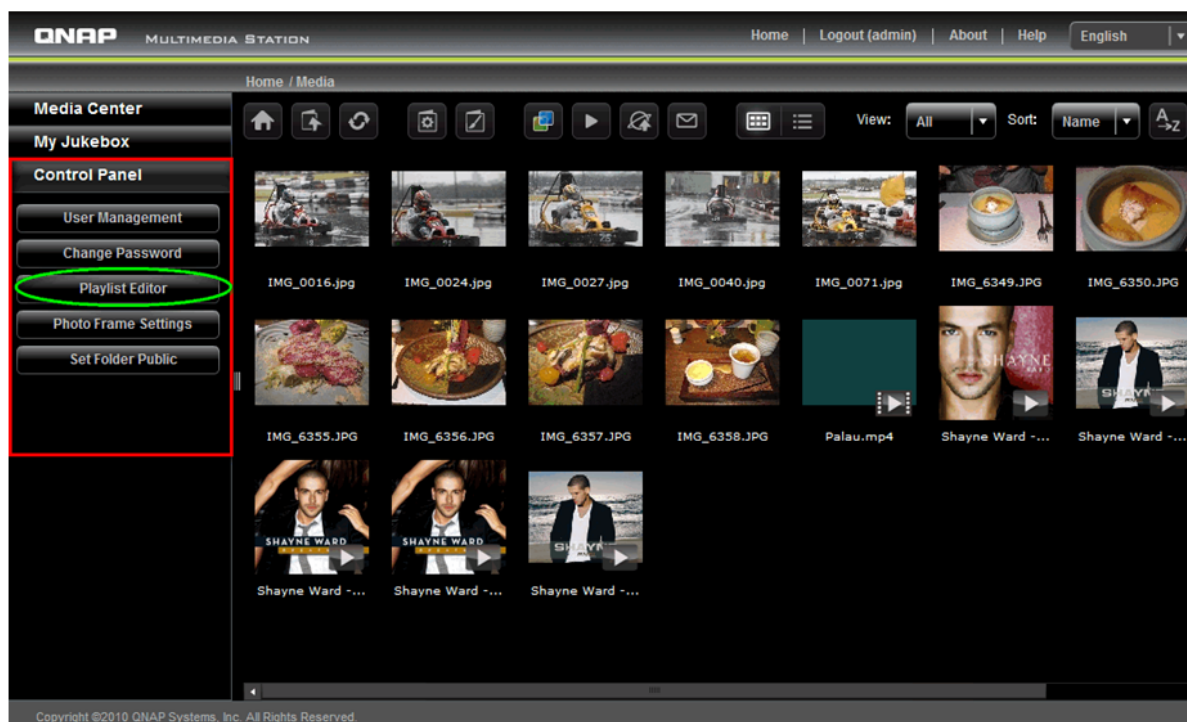 QNAP MULTIMEDIA STATION
Home | Logout (admin) | About | Help English
Home / Media
Media Center
My Jukebox
Control Panel
User Management
Change Password
Playlist Editor
Photo Frame Settings
Set Folder Public
View: All Sort: Name A→Z
IMG_0016.jpg IMG_0024.jpg IMG_0027.jpg IMG_0040.jpg IMG_0071.jpg IMG_6349.JPG IMG_6350.JPG
SHAYNE
IMG_6355.JPG IMG_6356.JPG IMG_6357.JPG IMG_6358.JPG Palau.mp4 Shayne Ward -... Shayne Ward -...
SHAYNE WARD SHAYNE WARD
Shayne Ward -... Shayne Ward -... Shayne Ward -...
Copyright ©2010 QNAP Systems, Inc. All Rights Reserved.